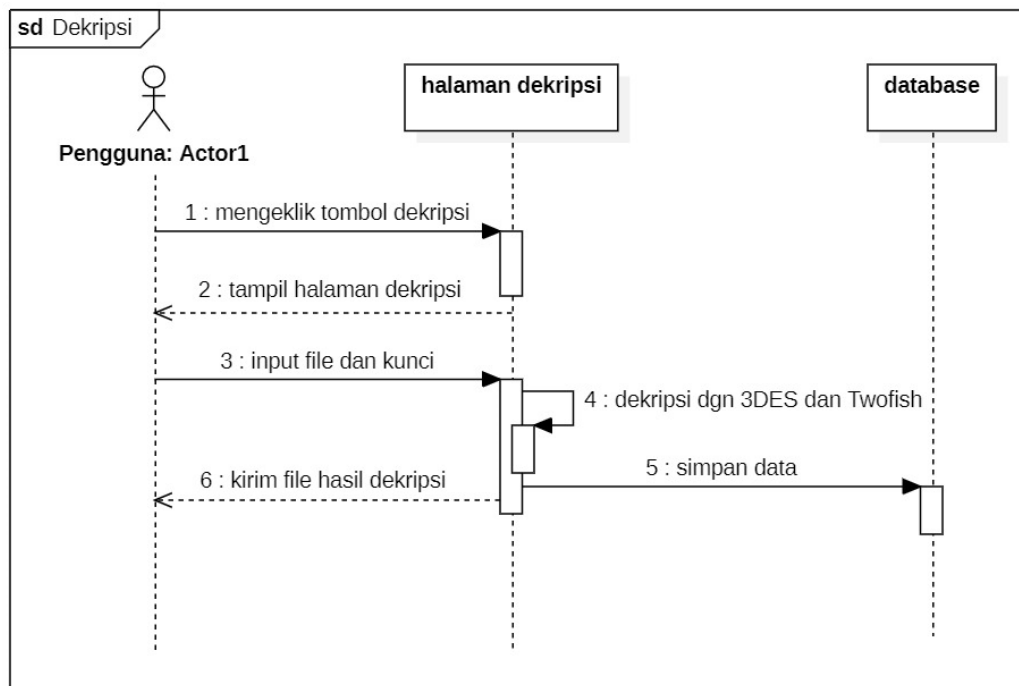 sd Dekripsi
halaman dekripsi
database
Pengguna: Actor1
1 : mengeklik tombol dekripsi
2 : tampil halaman dekripsi
3 : input file dan kunci
4 : dekripsi dgn 3DES dan Twofish
5 : simpan data
6 : kirim file hasil dekripsi